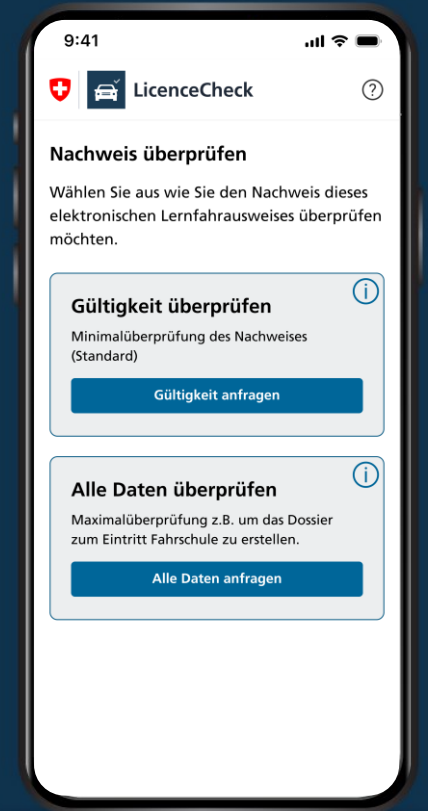 9:41
LicenceCheck
Nachweis überprüfen
Wählen Sie aus wie Sie den Nachweis dieses
elektronischen Lernfahrausweises überprüfen
möchten.
Gültigkeit überprüfen
Minimalüberprüfung des Nachweises
(Standard)
Gültigkeit anfragen
Alle Daten überprüfen
Maximalüberprüfung z.B. um das Dossier
zum Eintritt Fahrschule zu erstellen.
Alle Daten anfragen